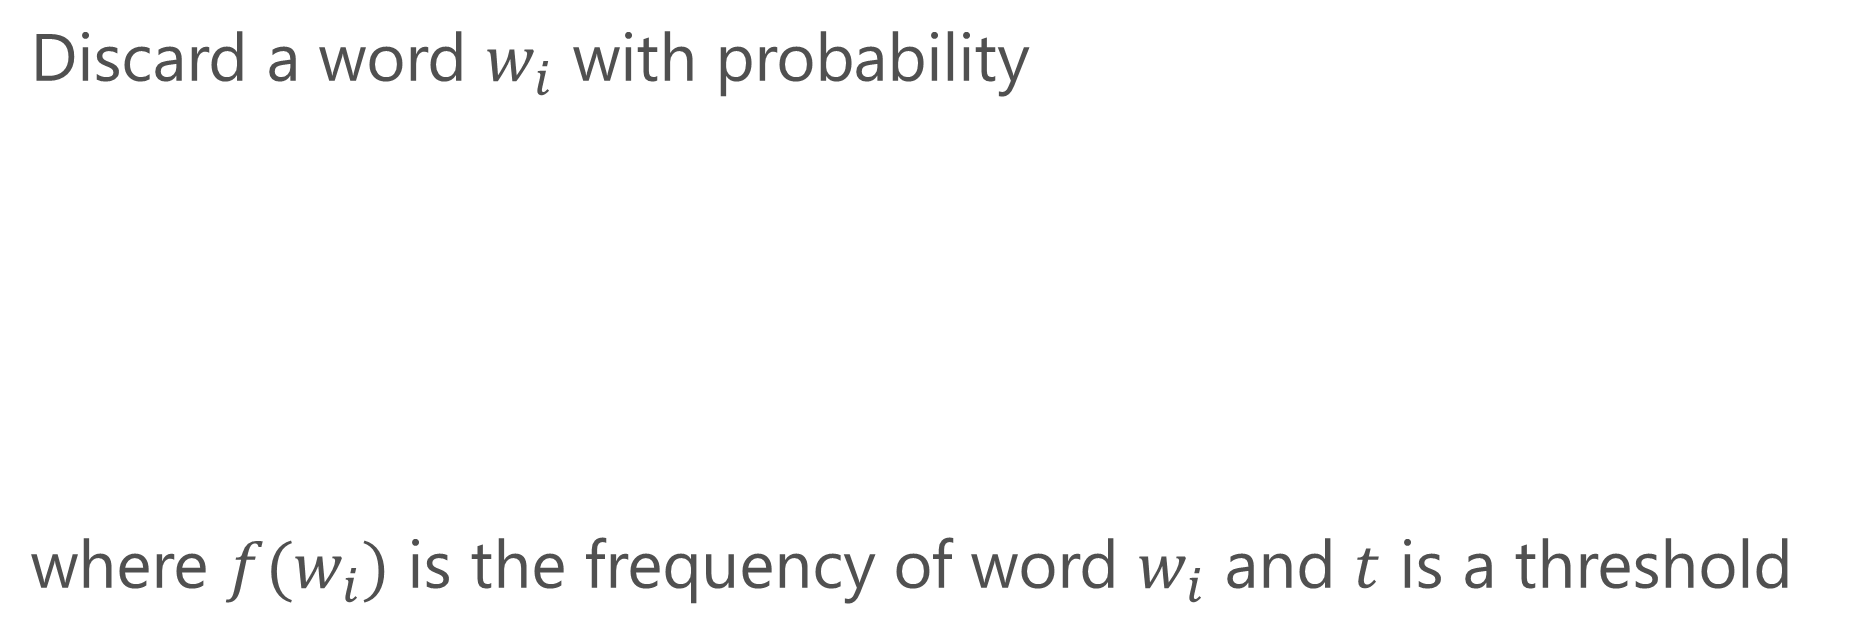 Discard a word 𝑤ᵢ with probability
where 𝑓(𝑤ᵢ) is the frequency of word 𝑤ᵢ and 𝑡 is a threshold